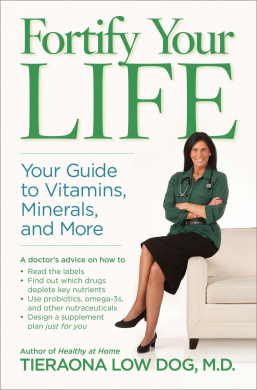 Fortify Your
LIFE
Your Guide
to Vitamins,
Minerals,
and More
A doctor's advice on how to
• Read the labels
• Find out which drugs
deplete key nutrients
• Use probiotics, omega-3s,
and other nutraceuticals
• Design a supplement
plan just for you
Author of Healthy at Home
TIERAONA LOW DOG, M.D.